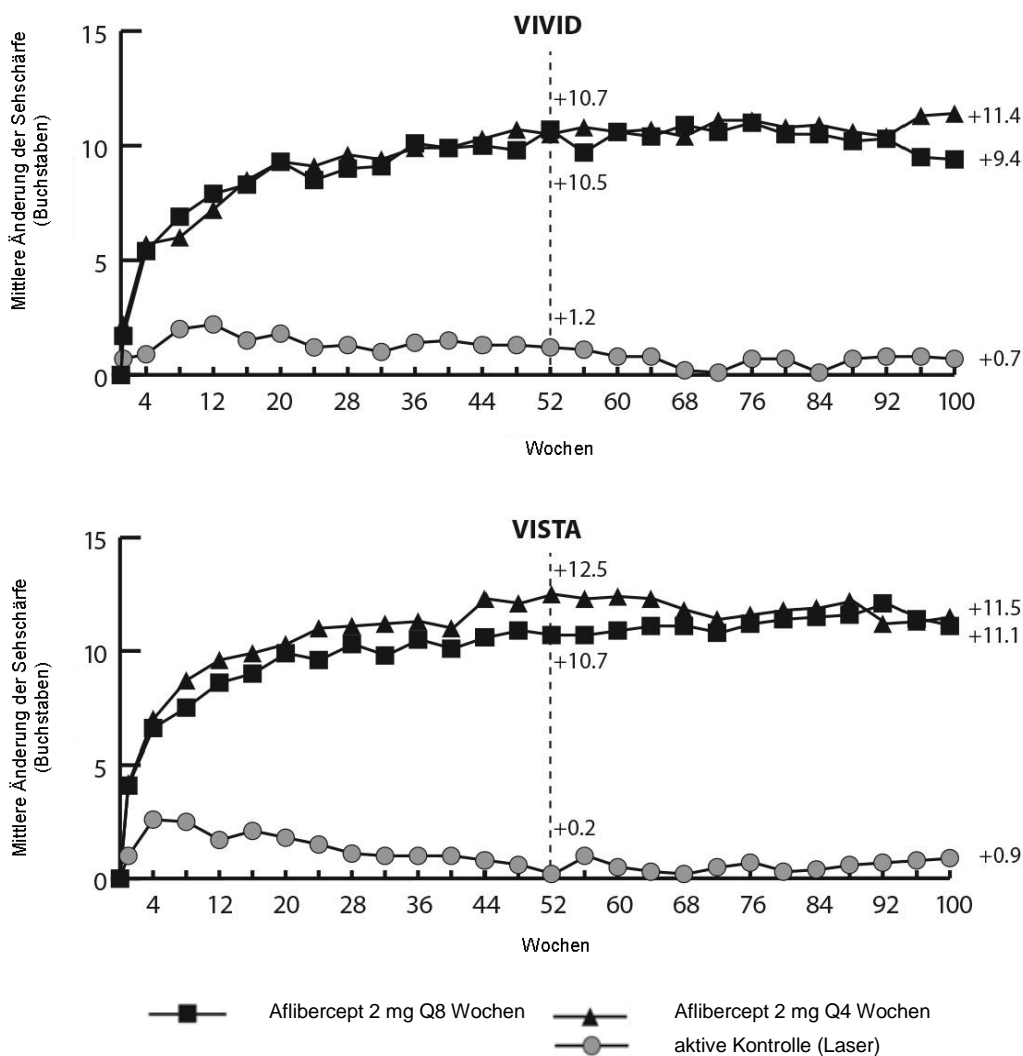 VIVID
Mittlere Änderung der Sehschärfe
(Buchstaben)
15
10
5
0
+10.7
+10.5
+1.2
+11.4
+9.4
+0.7
4 12 20 28 36 44 52 60 68 76 84 92 100
Wochen
VISTA
Mittlere Änderung der Sehschärfe
(Buchstaben)
15
10
5
0
+12.5
+10.7
+0.2
+11.5
+11.1
+0.9
4 12 20 28 36 44 52 60 68 76 84 92 100
Wochen
Aflibercept 2 mg Q8 Wochen
Aflibercept 2 mg Q4 Wochen
aktive Kontrolle (Laser)